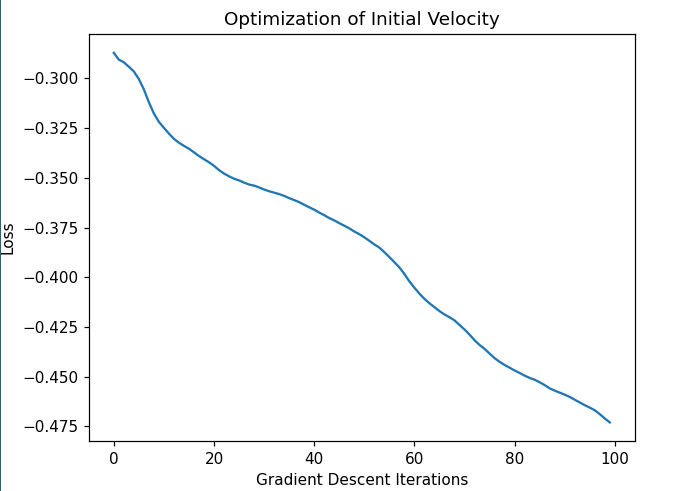 Optimization of Initial Velocity
−0.300
−0.325
−0.350
−0.375
−0.400
−0.425
−0.450
−0.475
Loss
0 20 40 60 80 100
Gradient Descent Iterations